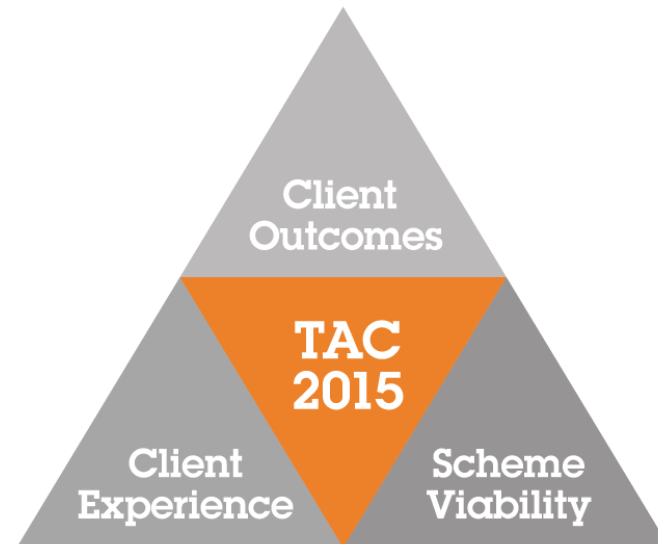 Client
Outcomes
TAC
2015
Client
Experience
Scheme
Viability